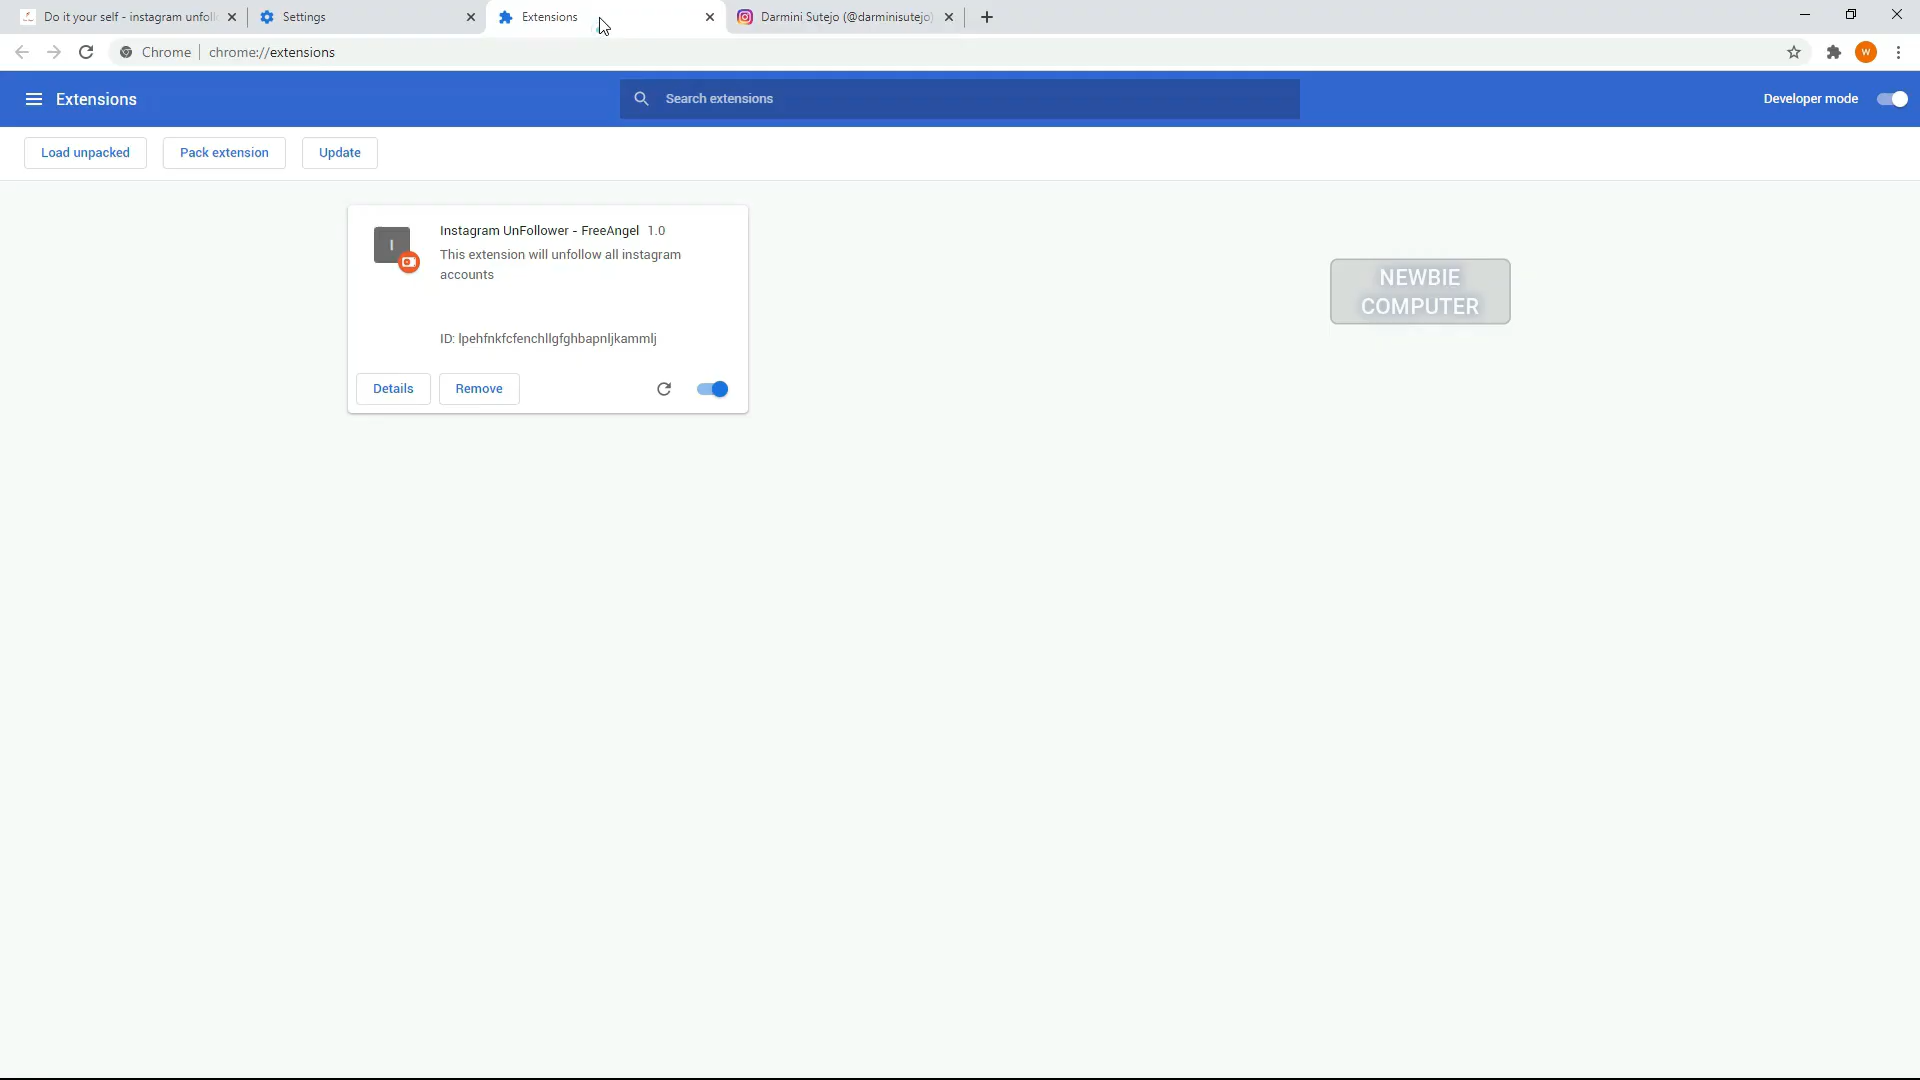 Do it your self - instagram unfoll
Settings
Extensions
Darmini Sutejo (@darminisutejo)
Chrome
chrome://extensions
W
Extensions
Search extensions
Developer mode
Load unpacked
Pack extension
Update
I
Instagram UnFollower - FreeAngel 1.0
This extension will unfollow all instagram
accounts
ID: lpehfnkfcfenchllgfghbapnljkammlj
Details
Remove
NEWBIE
COMPUTER